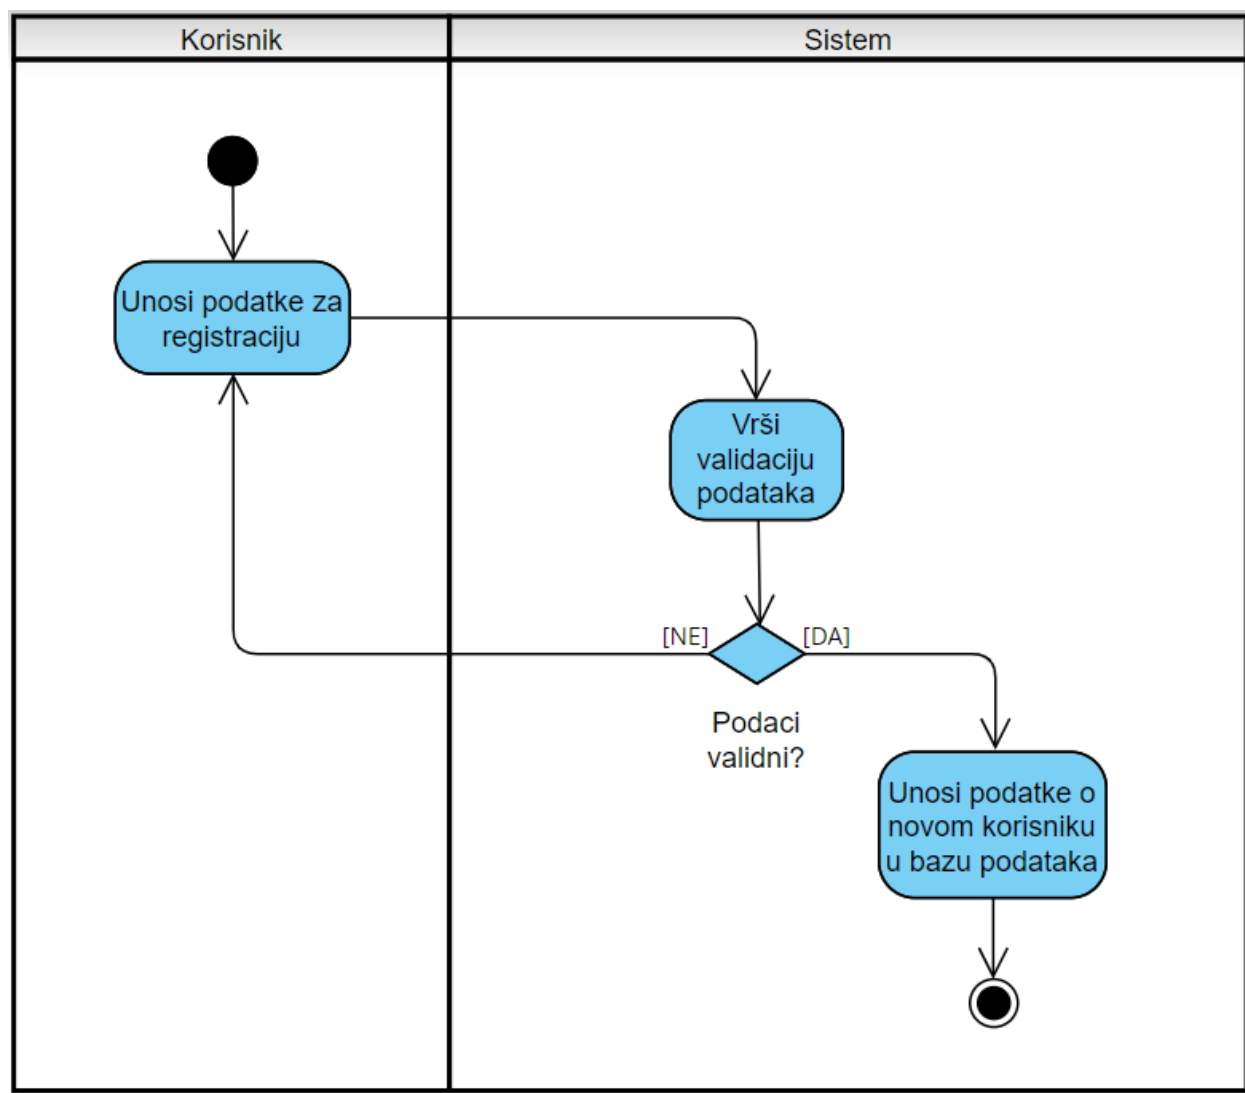 Korisnik
Sistem
Unosi podatke za
registraciju
Vrši
validaciju
podataka
[NE]
[DA]
Podaci
validni?
Unosi podatke o
novom korisniku
u bazu podataka